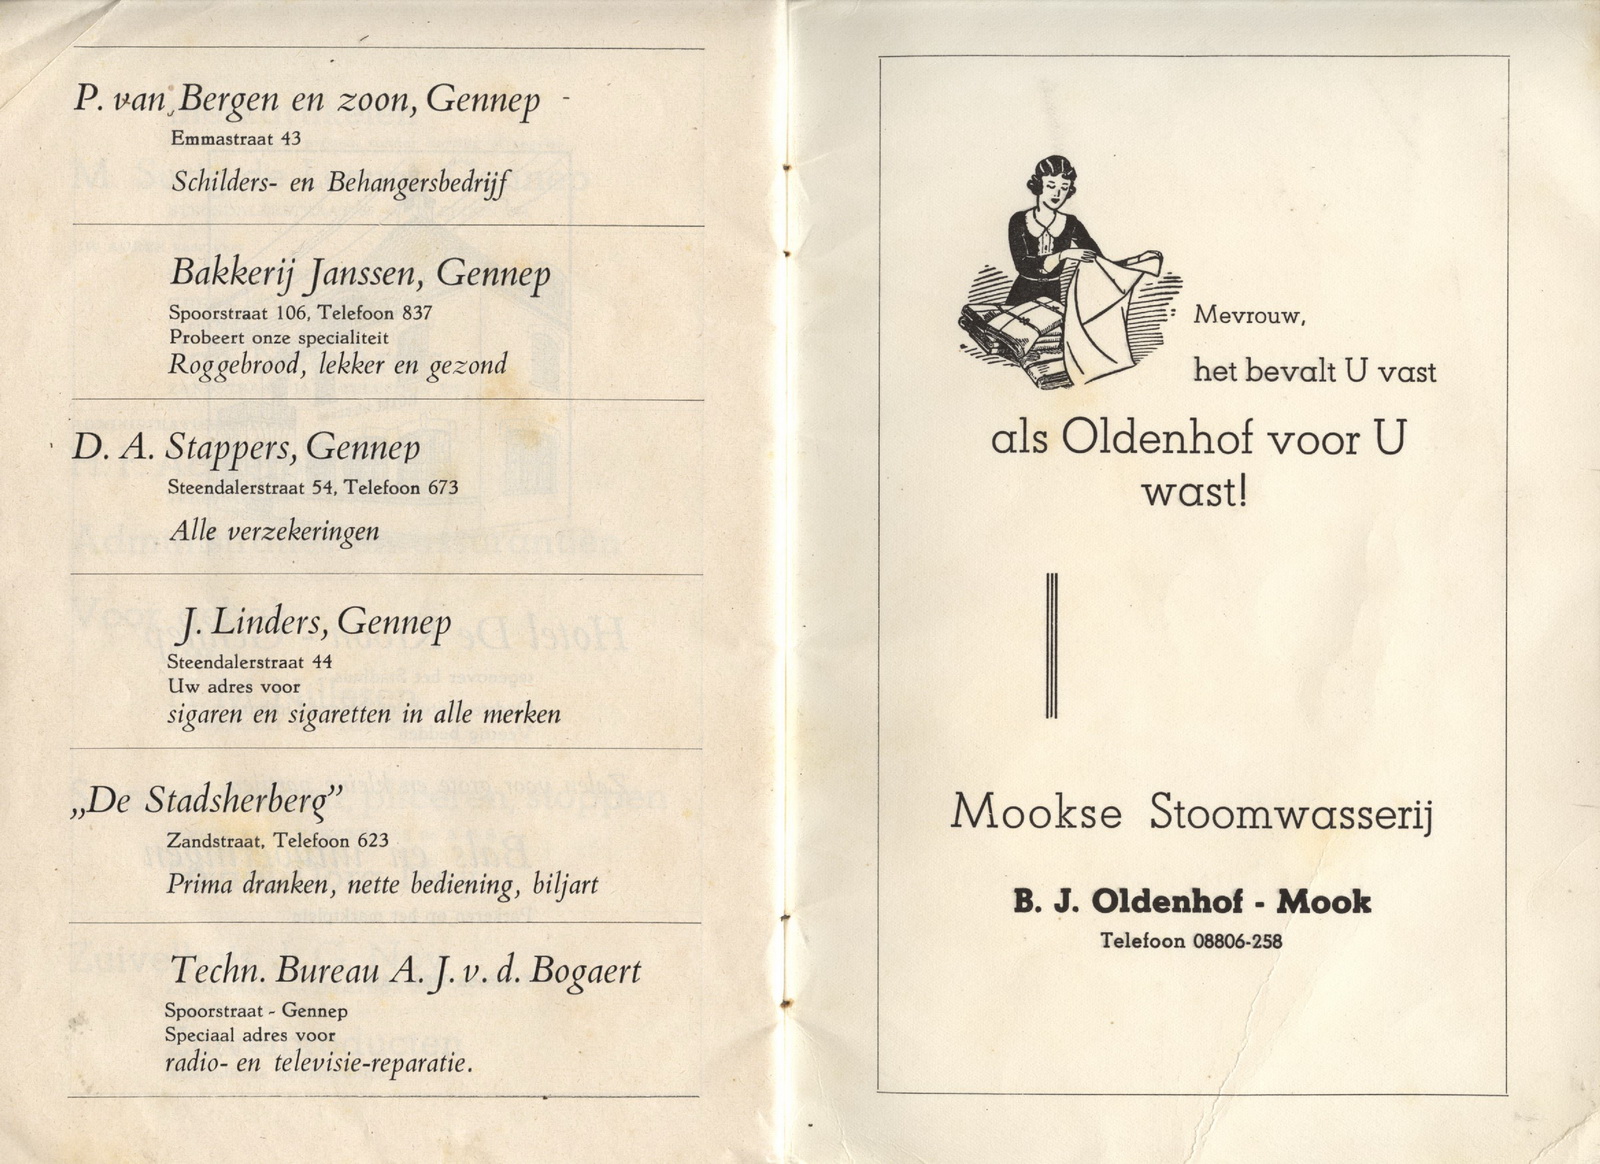 P. van Bergen en zoon, Gennep
Emmastraat 43
Schilders- en Behangersbedrijf
Bakkerij Janssen, Gennep
Spoorstraat 106, Telefoon 837
Probeert onze specialiteit
Roggebrood, lekker en gezond
D. A. Stappers, Gennep
Steendalerstraat 54, Telefoon 673
Alle verzekeringen
J. Linders, Gennep
Steendalerstraat 44
Uw adres voor
sigaren en sigaretten in alle merken
„De Stadsherberg”
Zandstraat, Telefoon 623
Prima dranken, nette bediening, biljart
Techn. Bureau A. J. v. d. Bogaert
Spoorstraat - Gennep
Speciaal adres voor
radio- en televisie-reparatie.
Mevrouw,
het bevalt U vast
als Oldenhof voor U
wast!
Mookse Stoomwasserij
B. J. Oldenhof - Mook
Telefoon 08806-258